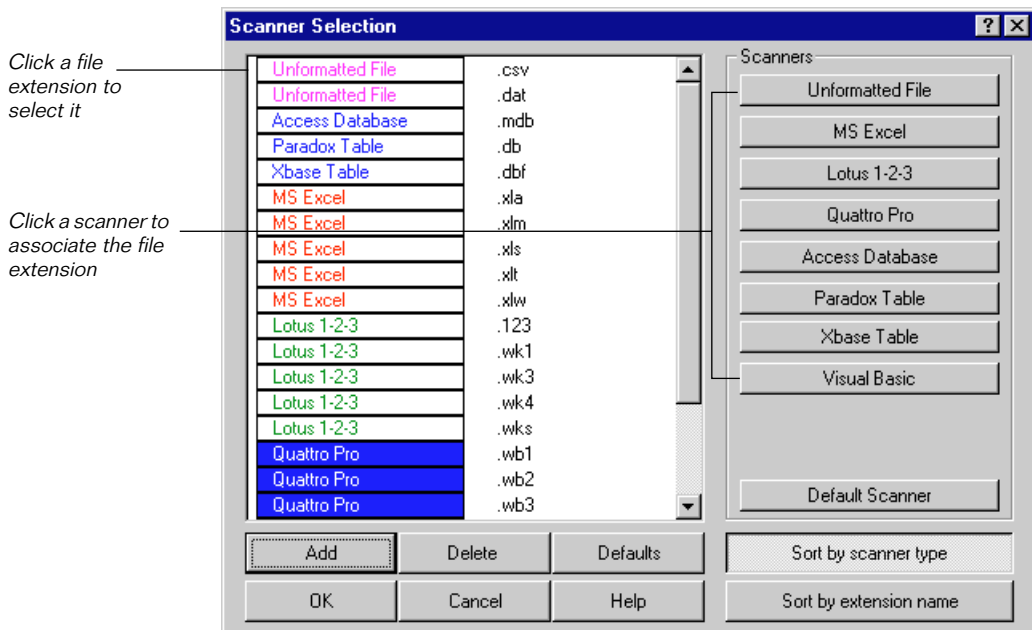 Scanner Selection
Click a file
extension to
select it
Click a scanner to
associate the file
extension
Unformatted File .csv
Unformatted File .dat
Access Database .mdb
Paradox Table .db
Xbase Table .dbf
MS Excel .xla
MS Excel .xlm
MS Excel .xls
MS Excel .xlt
MS Excel .xlw
Lotus 1-2-3 .123
Lotus 1-2-3 .wk1
Lotus 1-2-3 .wk3
Lotus 1-2-3 .wk4
Lotus 1-2-3 .wks
Quattro Pro .wb1
Quattro Pro .wb2
Quattro Pro .wb3
Scanners
Unformatted File
MS Excel
Lotus 1-2-3
Quattro Pro
Access Database
Paradox Table
Xbase Table
Visual Basic
Default Scanner
Add Delete Defaults Sort by scanner type
OK Cancel Help Sort by extension name